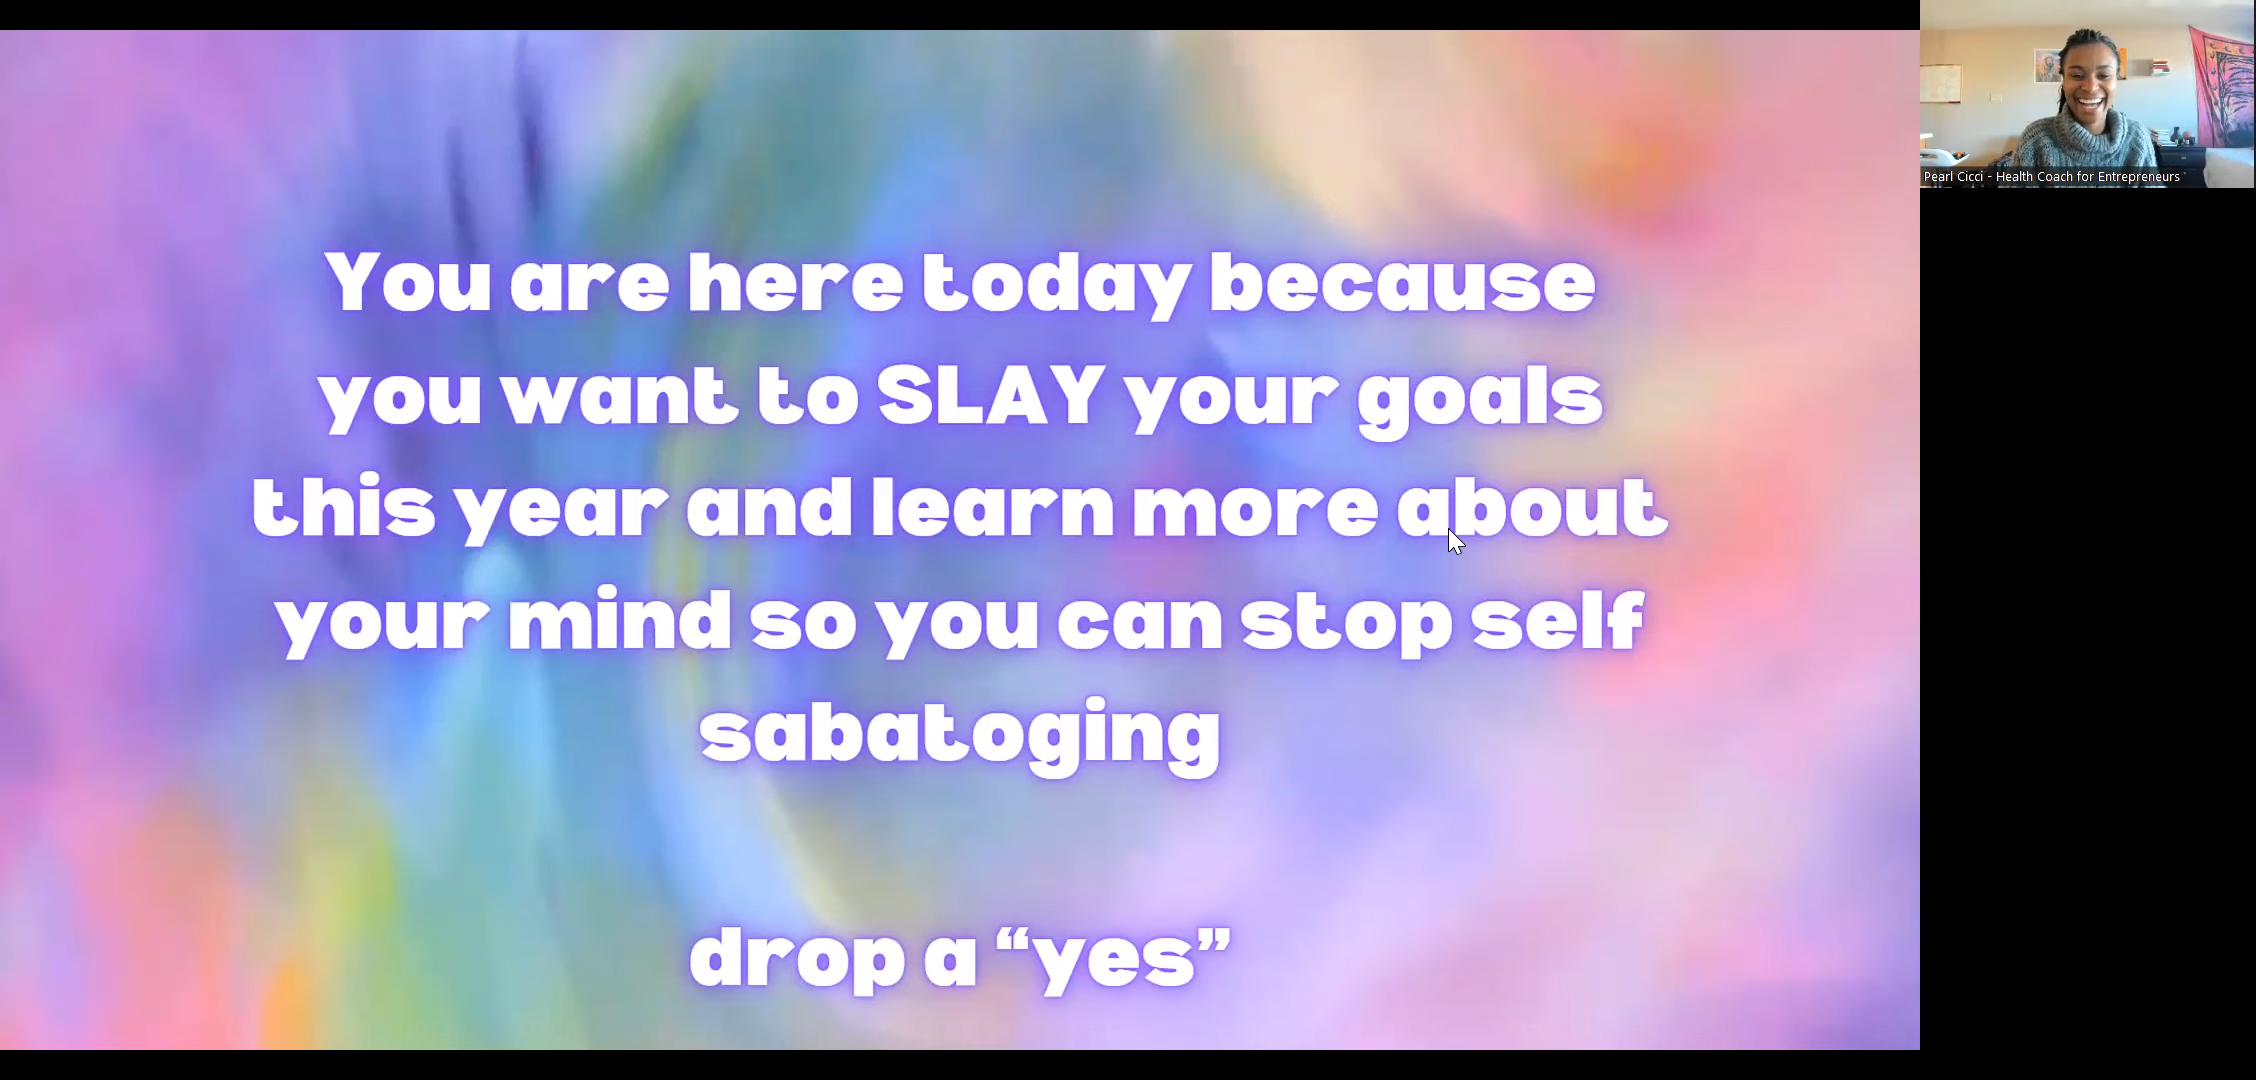 You are here today because
you want to SLAY your goals
this year and learn more about
your mind so you can stop self
sabatoging
drop a “yes”
Pearl Cicci - Health Coach for Entrepreneurs